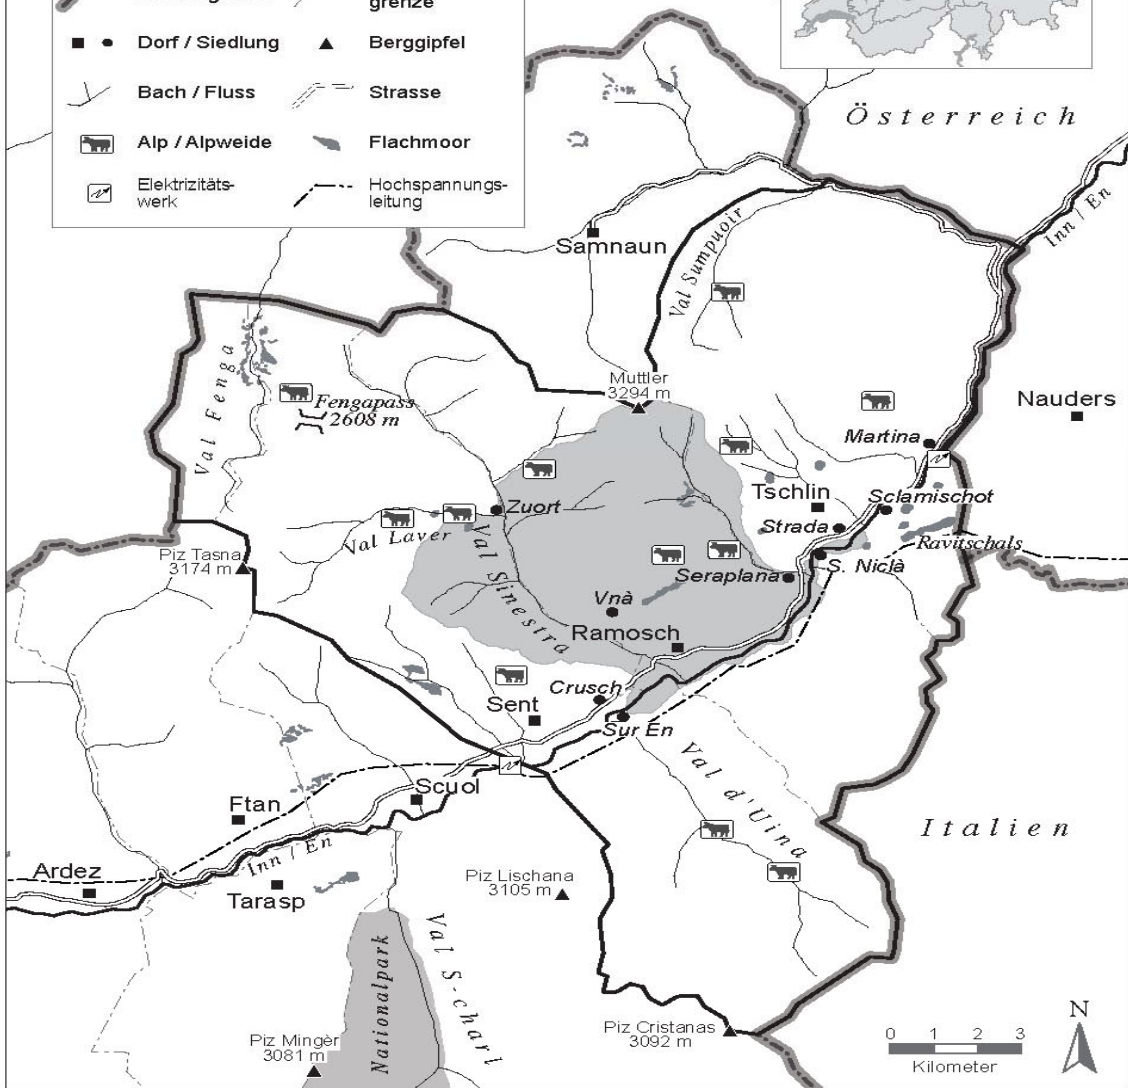 grenze
Dorf / Siedlung
Berggipfel
Bach / Fluss
Strasse
Alp / Alpweide
Flachmoor
Elektrizitäts-
werk
Hochspannungs-
leitung
Österreich
Inn / En
Samnaun
Val Sumpuoir
Muttler
3294 m
Val Fenga
Fengapass
2608 m
Nauders
Martina
Zuort
Tschlin
Sclamischot
Strada
Val Laver
Ravitschals
Piz Tasna
3174 m
S. Niclà
Seraplana
Val Sinestra
Vnà
Ramosch
Crusch
Sent
Sur En
Val d'Uina
Scuol
Ftan
Italien
Inn / En
Ardez
Piz Lischana
3105 m
Tarasp
Val S-charl
Nationalpark
Piz Cristanas
3092 m
Piz Mingèr
3081 m
N
0 1 2 3
Kilometer